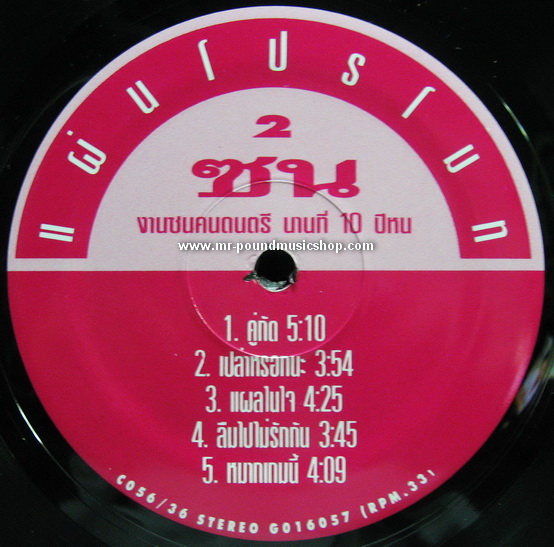 แผ่นโปรโมท
2
ซน
งานชนคนดนตรี นานที่ 10 ปีหน
www.mr-poundmusicshop.com
1. คู่กัด 5:10
2. เปล่าหรอกนะ 3:54
3. แผลในใจ 4:25
4. ลืมไปไม่รักกัน 3:45
5. หมากเกมนี้ 4:09
C056/36 STEREO G016057 (RPM.33)